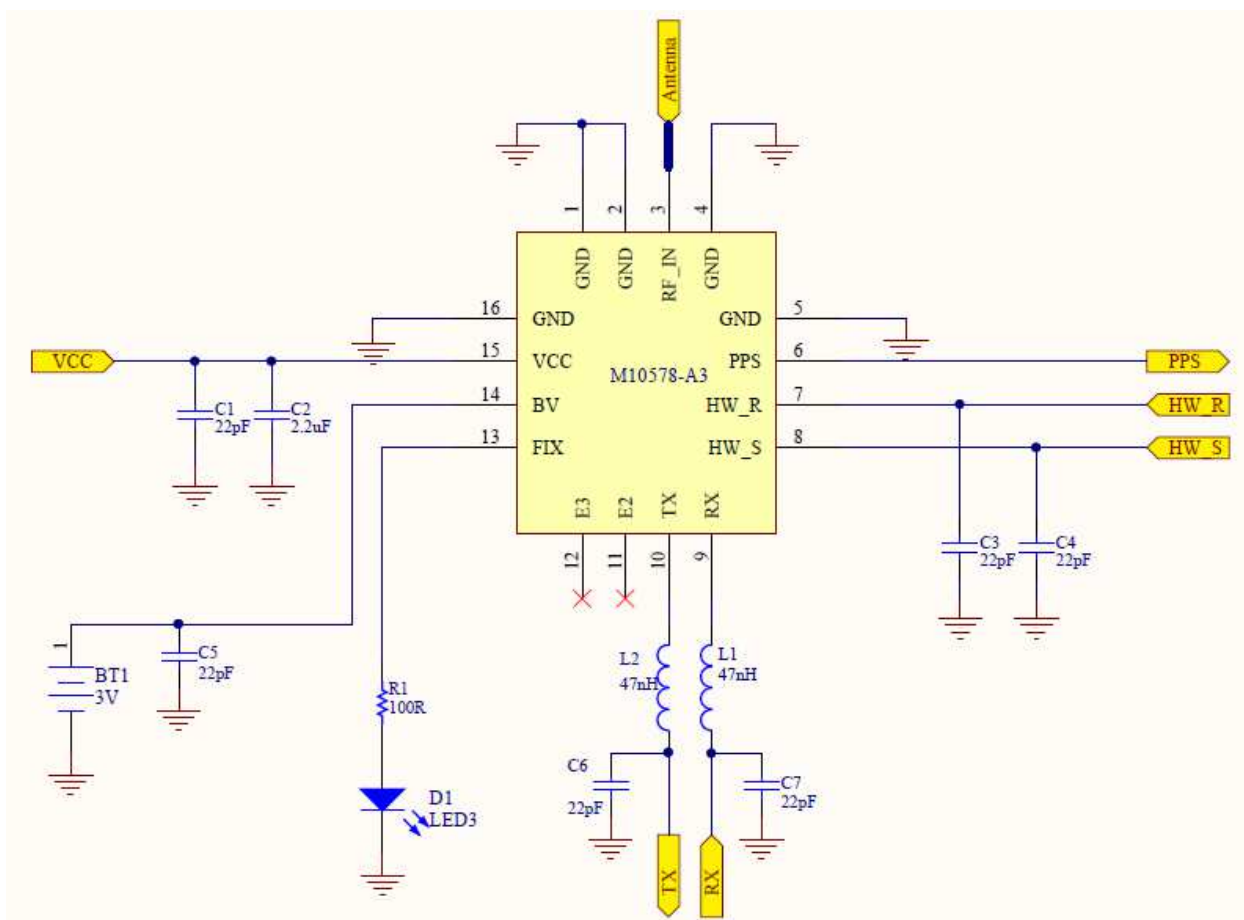 Antenna
1
2
3
4
GND
GND
RF_IN
GND
16
GND
GND
5
VCC
15
VCC
PPS
6
PPS
M10578-A3
14
BV
HW_R
7
HW_R
C1
22pF
C2
2.2uF
13
FIX
HW_S
8
HW_S
E3
E2
TX
RX
12
11
10
9
C3
22pF
C4
22pF
1
C5
22pF
BT1
3V
L2
47nH
L1
47nH
R1
100R
C6
22pF
C7
22pF
D1
LED3
TX
RX